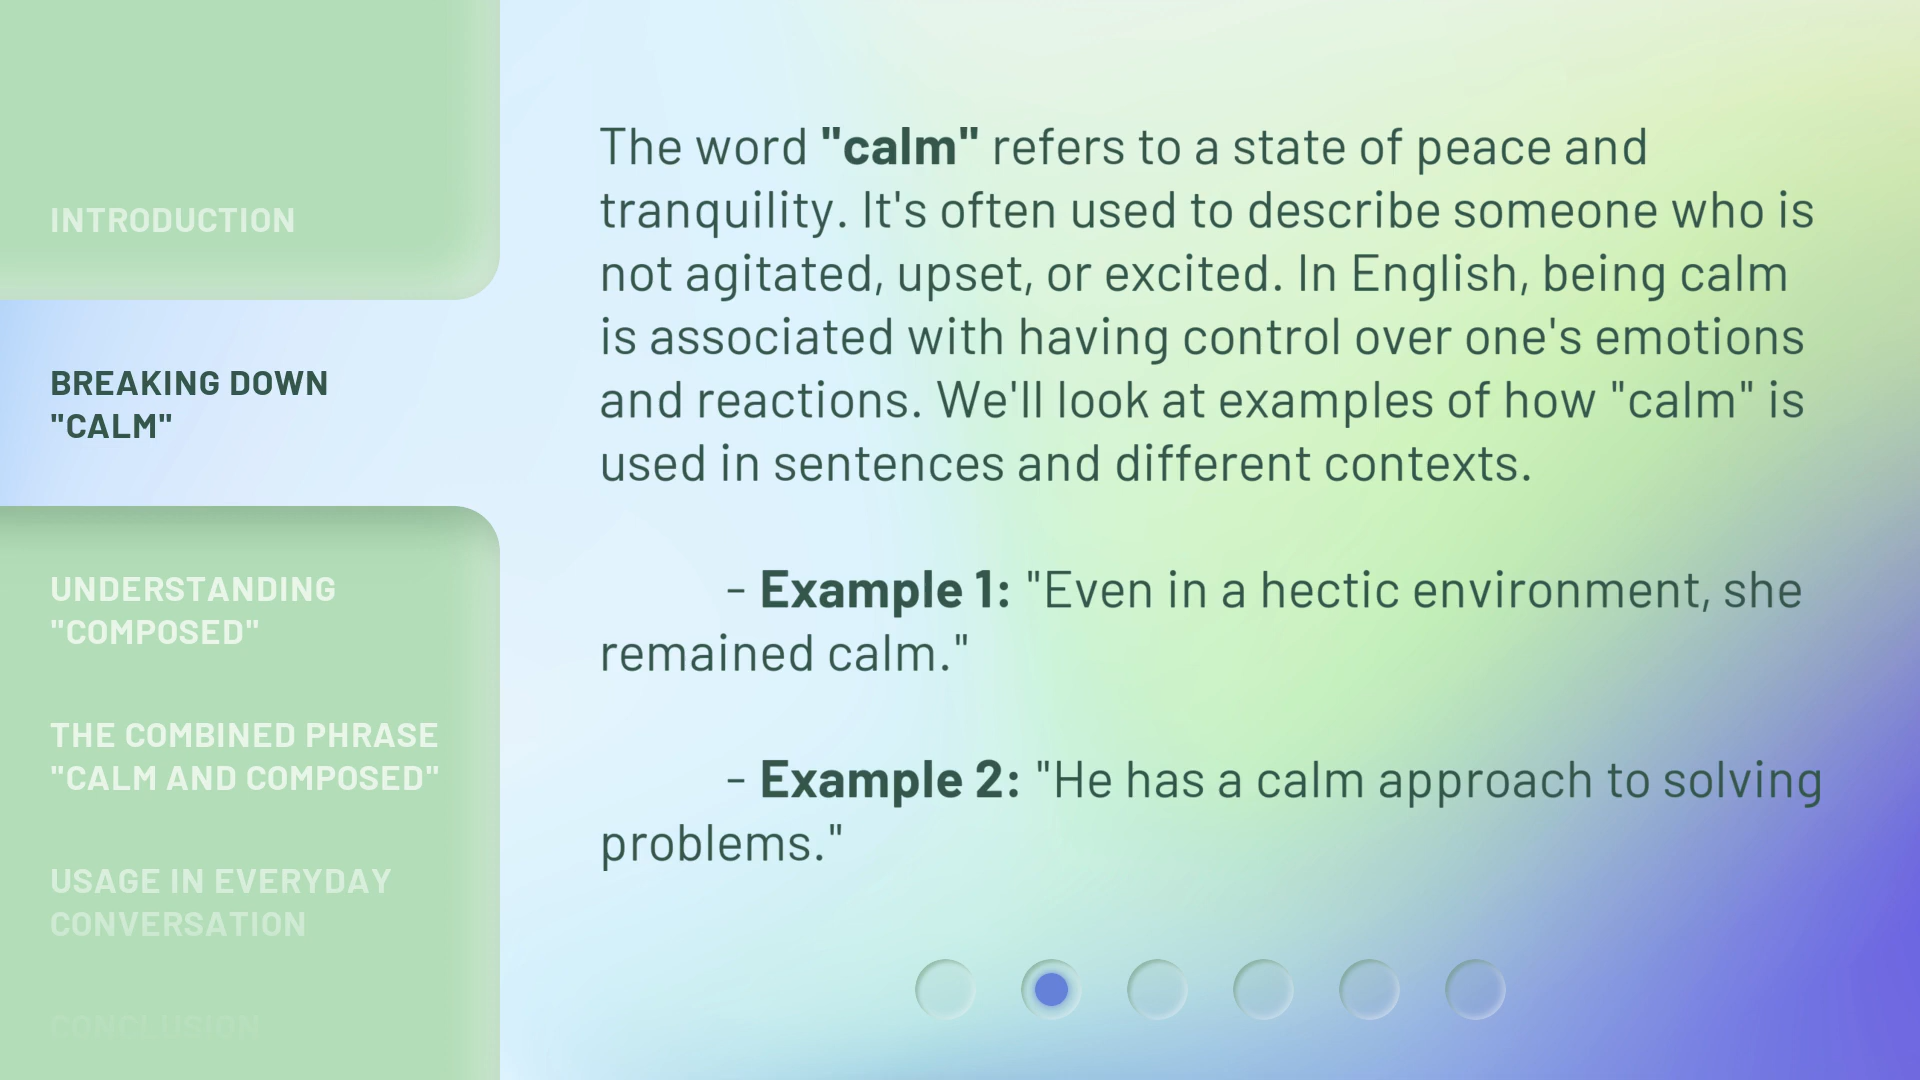 INTRODUCTION
BREAKING DOWN
"CALM"
UNDERSTANDING
"COMPOSED"
THE COMBINED PHRASE
"CALM AND COMPOSED"
USAGE IN EVERYDAY
CONVERSATION
CONCLUSION
The word "calm" refers to a state of peace and
tranquility. It's often used to describe someone who is
not agitated, upset, or excited. In English, being calm
is associated with having control over one's emotions
and reactions. We'll look at examples of how "calm" is
used in sentences and different contexts.
- Example 1: "Even in a hectic environment, she
remained calm."
- Example 2: "He has a calm approach to solving
problems."